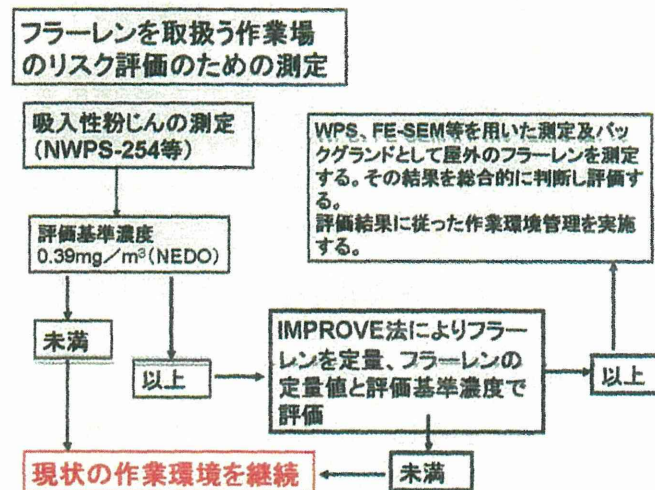 フラーレンを取扱う作業場
のリスク評価のための測定
吸入性粉じんの測定
(NWPS-254等)
評価基準濃度
0.39mg/m³(NEDO)
未満
以上
IMPROVE法によりフラー
レンを定量、フラーレンの
定量値と評価基準濃度で
評価
以上
WPS、FE-SEM等を用いた測定及バッ
クグランドとして屋外のフラーレンを測定
する。その結果を総合的に判断し評価す
る。
評価結果に従った作業環境管理を実施
する。
未満
現状の作業環境を継続